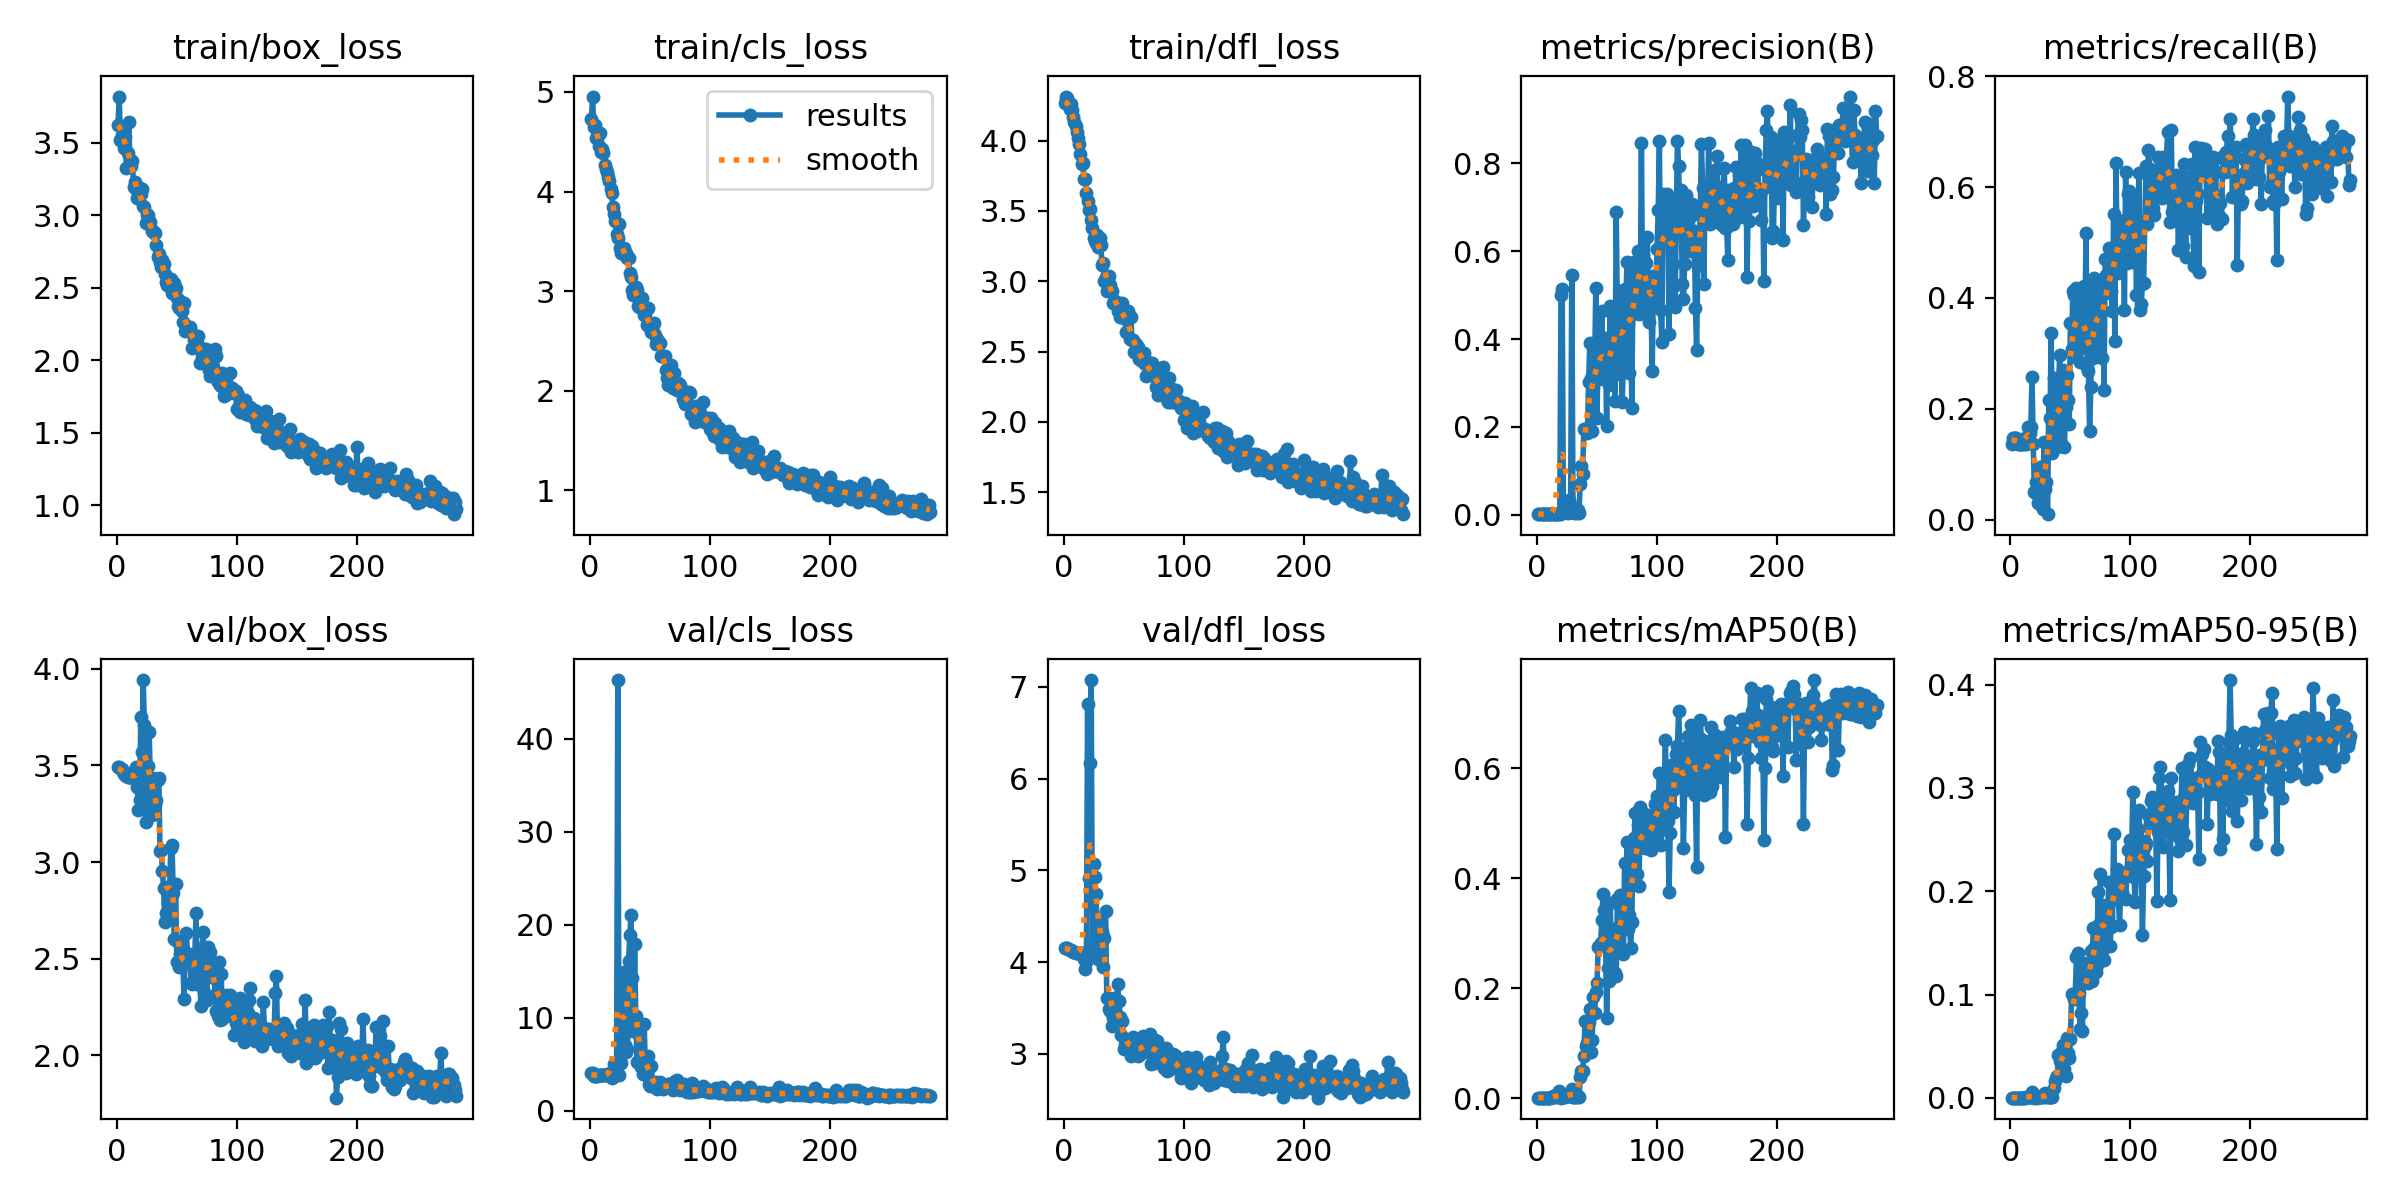 train/box_loss
3.5
3.0
2.5
2.0
1.5
1.0
0 100 200
train/cls_loss
results
smooth
5
4
3
2
1
0 100 200
train/dfl_loss
4.0
3.5
3.0
2.5
2.0
1.5
0 100 200
metrics/precision(B)
0.8
0.6
0.4
0.2
0.0
0 100 200
metrics/recall(B)
0.8
0.6
0.4
0.2
0.0
0 100 200
val/box_loss
4.0
3.5
3.0
2.5
2.0
0 100 200
val/cls_loss
40
30
20
10
0
0 100 200
val/dfl_loss
7
6
5
4
3
0 100 200
metrics/mAP50(B)
0.6
0.4
0.2
0.0
0 100 200
metrics/mAP50-95(B)
0.4
0.3
0.2
0.1
0.0
0 100 200